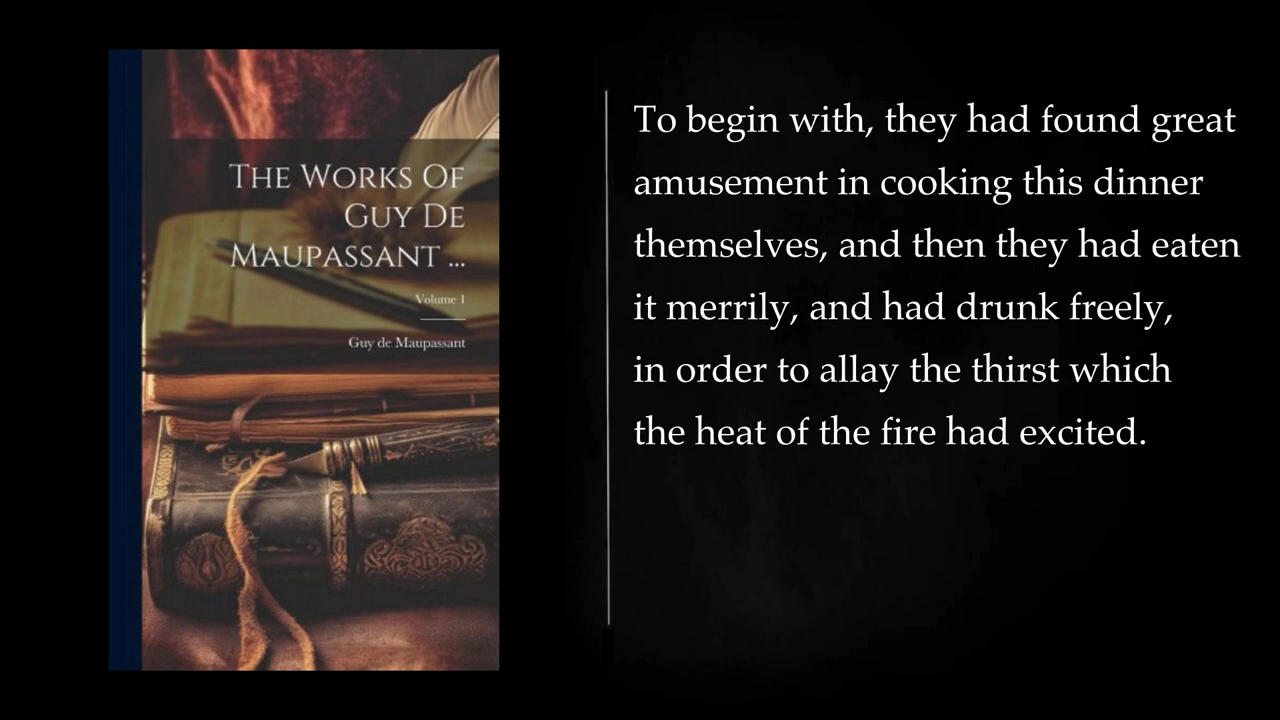 The Works Of
Guy De
Maupassant ...
Volume 1
Guy de Maupassant
To begin with, they had found great
amusement in cooking this dinner
themselves, and then they had eaten
it merrily, and had drunk freely,
in order to allay the thirst which
the heat of the fire had excited.